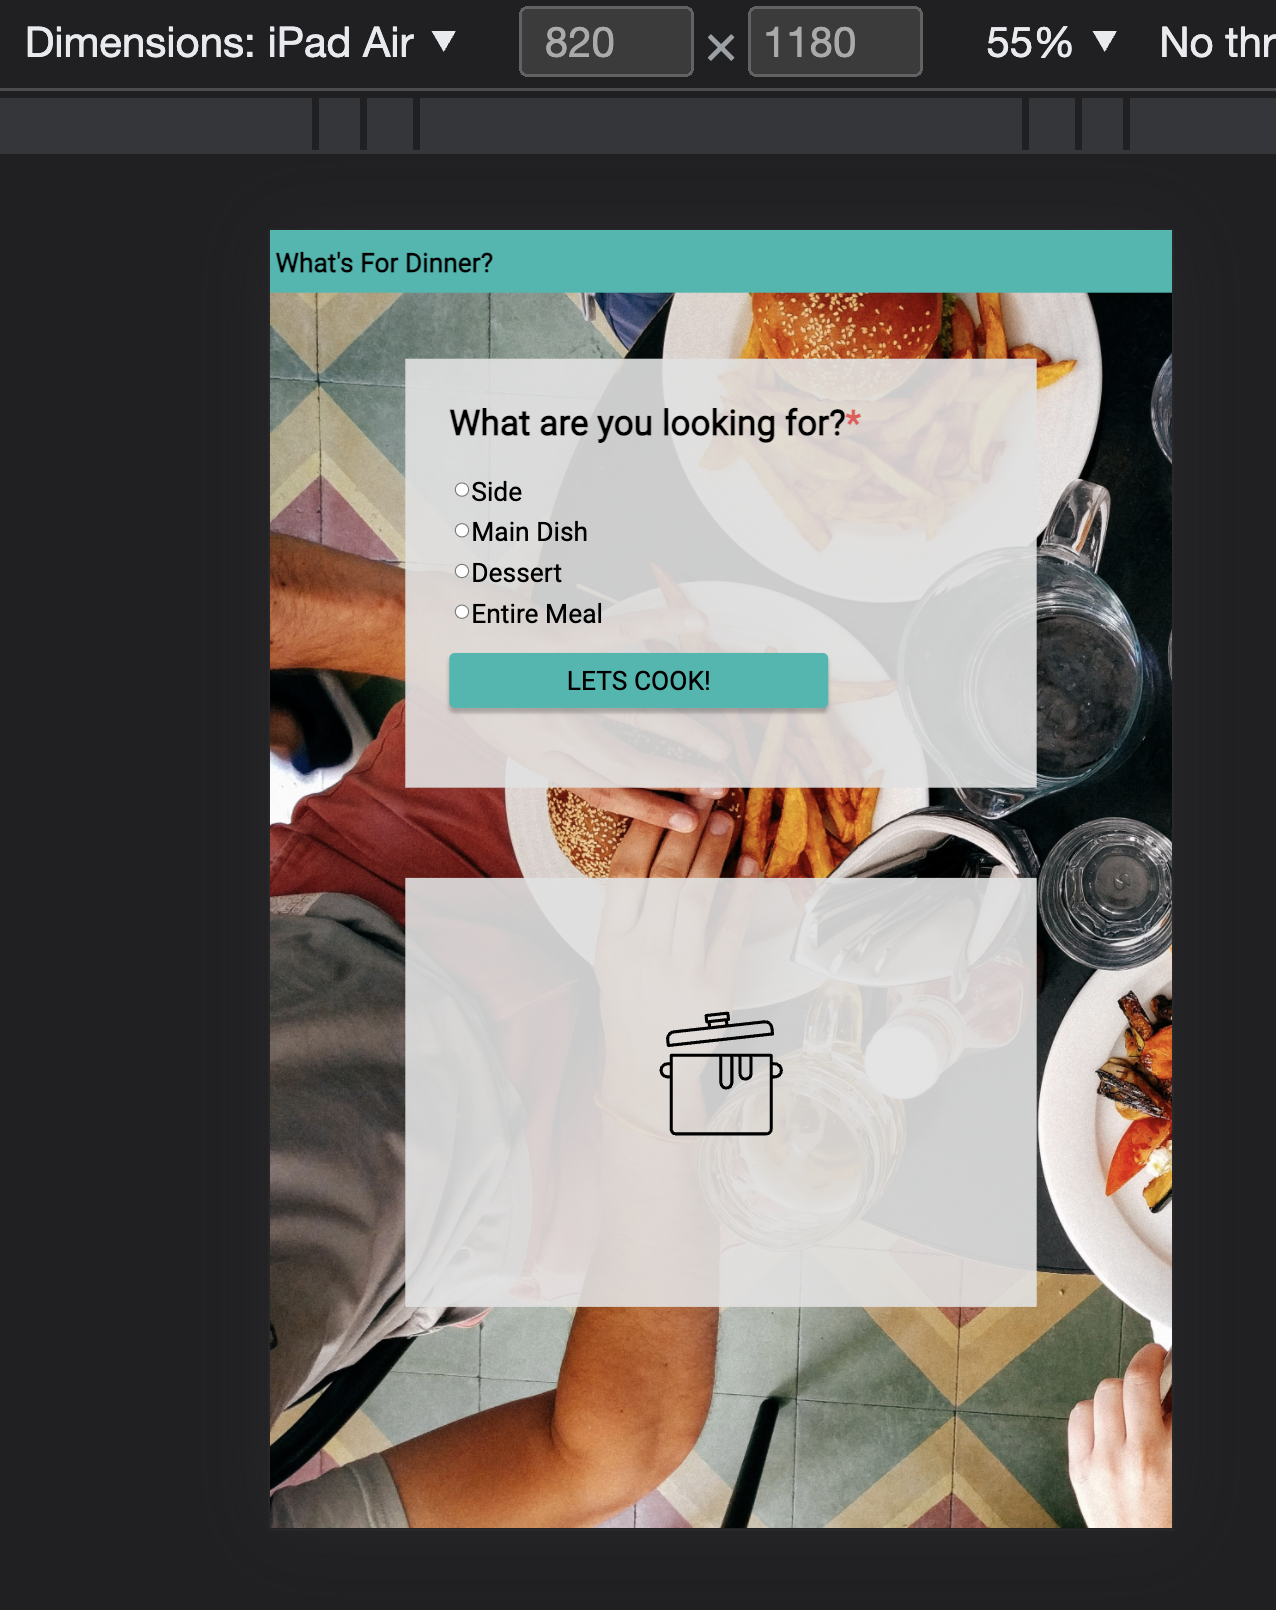 Dimensions: iPad Air ▼ 820 × 1180 55% ▼ No thr
What's For Dinner?
What are you looking for?*
Side
Main Dish
Dessert
Entire Meal
LETS COOK!